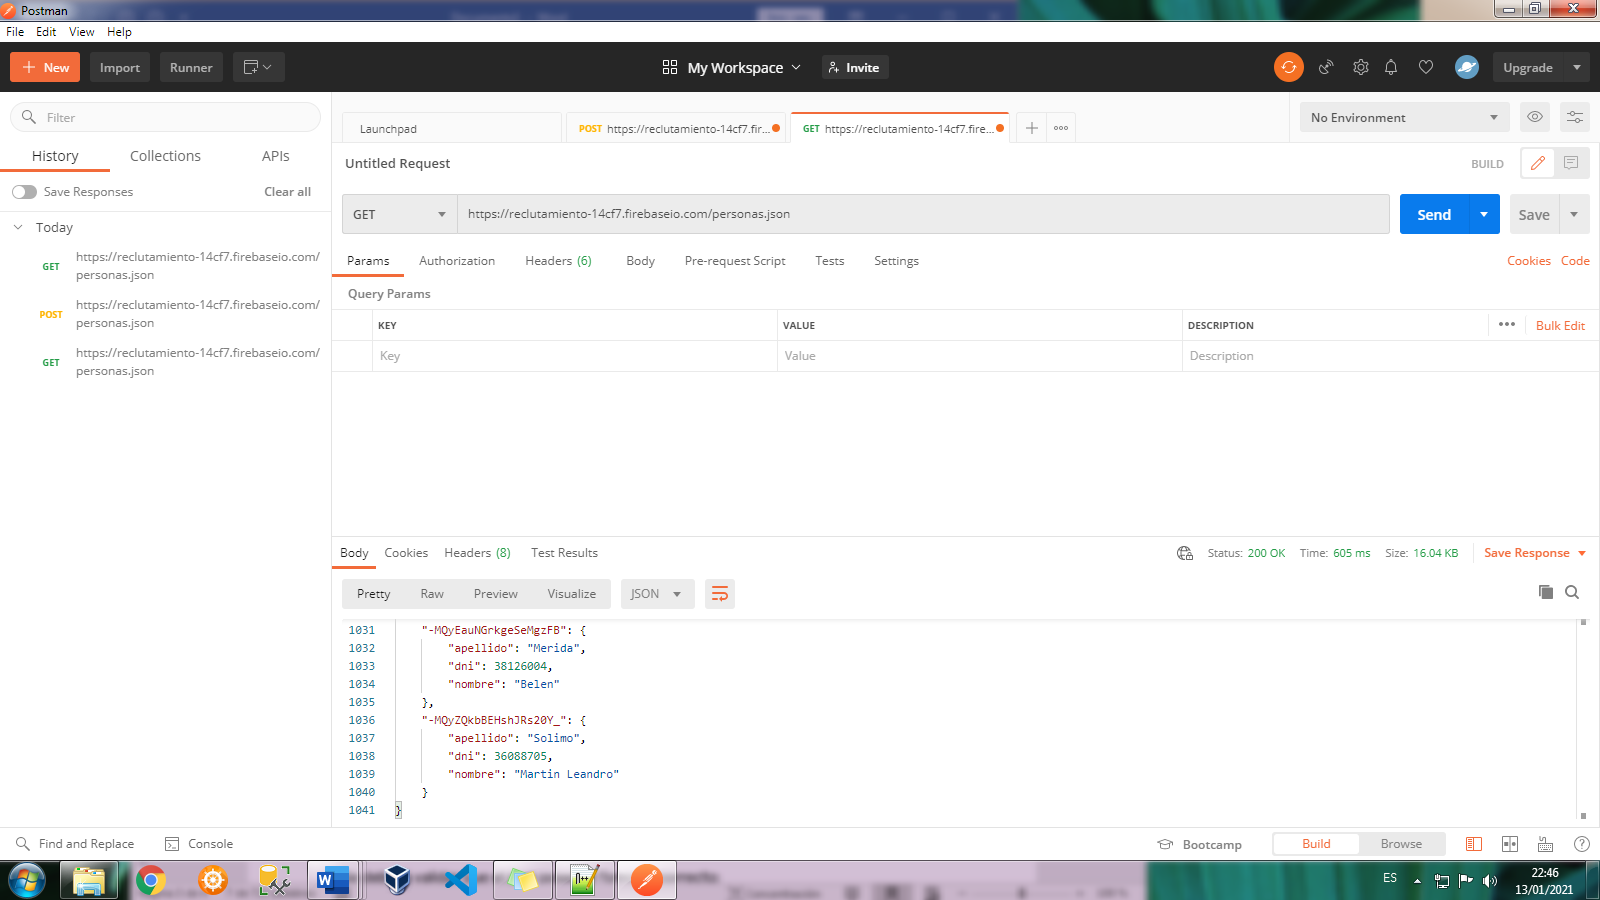 Postman
File Edit View Help
New Import Runner My Workspace Invite Upgrade
Filter
Launchpad POST https://reclutamiento-14cf7.fir... GET https://reclutamiento-14cf7.fire... No Environment
History Collections APIs
Untitled Request BUILD
Save Responses Clear all
GET https://reclutamiento-14cf7.firebaseio.com/personas.json Send Save
Today
GET https://reclutamiento-14cf7.firebaseio.com/
personas.json
POST https://reclutamiento-14cf7.firebaseio.com/
personas.json
GET https://reclutamiento-14cf7.firebaseio.com/
personas.json
Params Authorization Headers (6) Body Pre-request Script Tests Settings Cookies Code
Query Params
KEY VALUE DESCRIPTION Bulk Edit
Key Value Description
Body Cookies Headers (8) Test Results Status: 200 OK Time: 605 ms Size: 16.04 KB Save Response
Pretty Raw Preview Visualize JSON
1031 "-MQyEauNGrkgeSeMgzFB": {
1032 "apellido": "Merida",
1033 "dni": 38126004,
1034 "nombre": "Belen"
1035 },
1036 "-MQyZQkbBEHshJRs20Y_": {
1037 "apellido": "Solimo",
1038 "dni": 36088705,
1039 "nombre": "Martin Leandro"
1040 }
1041 }
Find and Replace Console Bootcamp Build Browse
ES 22:46
13/01/2021